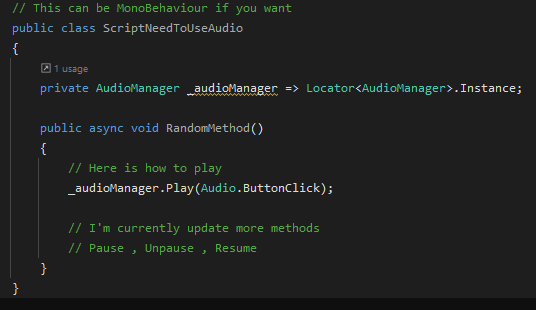 // This can be MonoBehaviour if you want
public class ScriptNeedToUseAudio
{
1 usage
private AudioManager _audioManager => Locator<AudioManager>.Instance;
public async void RandomMethod()
{
// Here is how to play
_audioManager.Play(Audio.ButtonClick);
// I'm currently update more methods
// Pause , Unpause , Resume
}
}